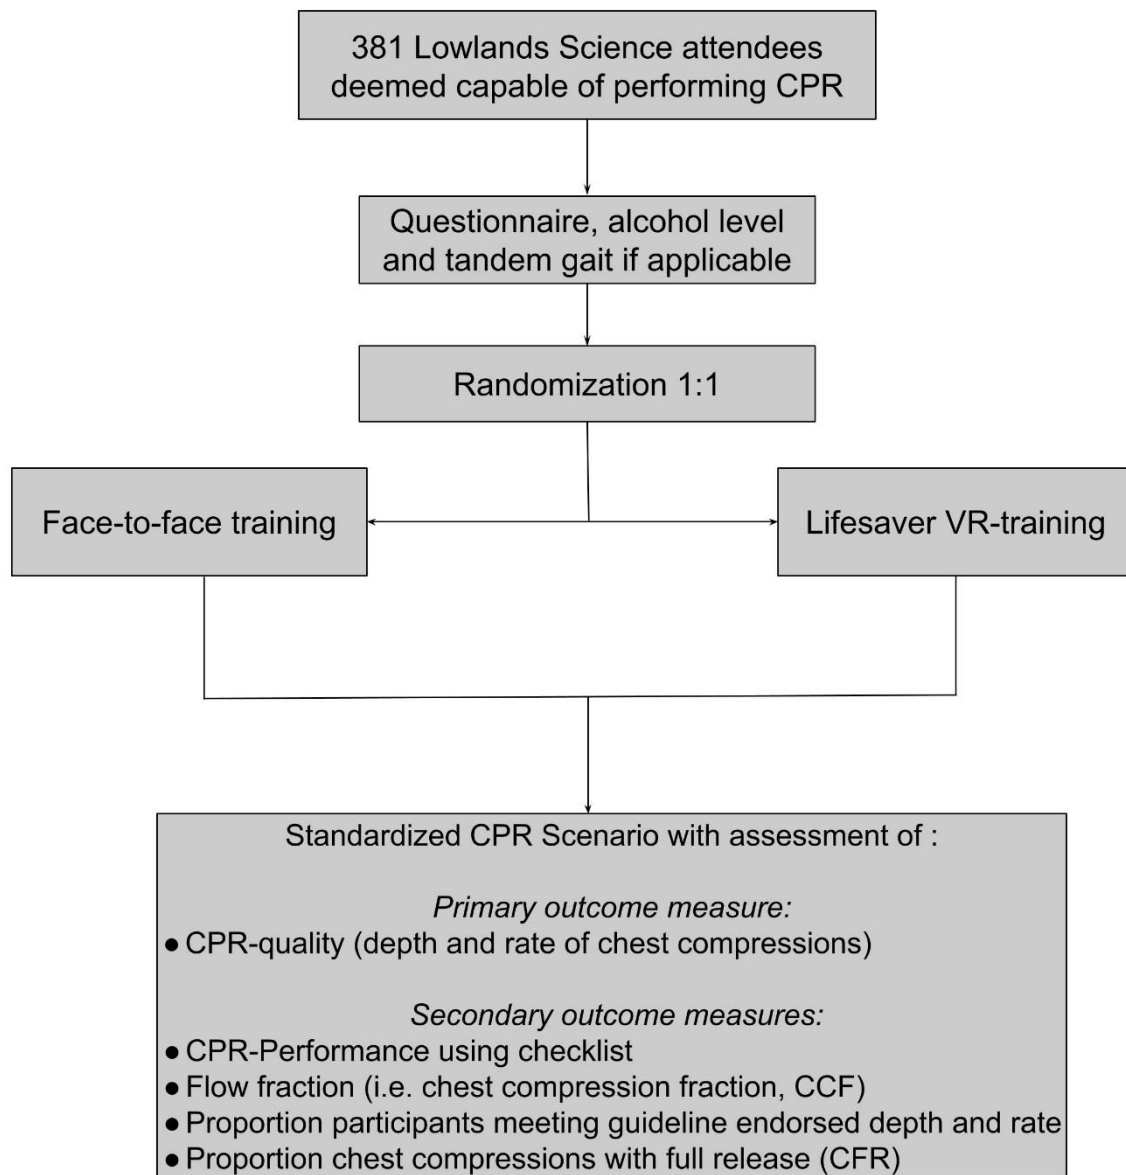 381 Lowlands Science attendees
deemed capable of performing CPR
Questionnaire, alcohol level
and tandem gait if applicable
Randomization 1:1
Face-to-face training
Lifesaver VR-training
Standardized CPR Scenario with assessment of :
Primary outcome measure:
● CPR-quality (depth and rate of chest compressions)
Secondary outcome measures:
● CPR-Performance using checklist
● Flow fraction (i.e. chest compression fraction, CCF)
● Proportion participants meeting guideline endorsed depth and rate
● Proportion chest compressions with full release (CFR)